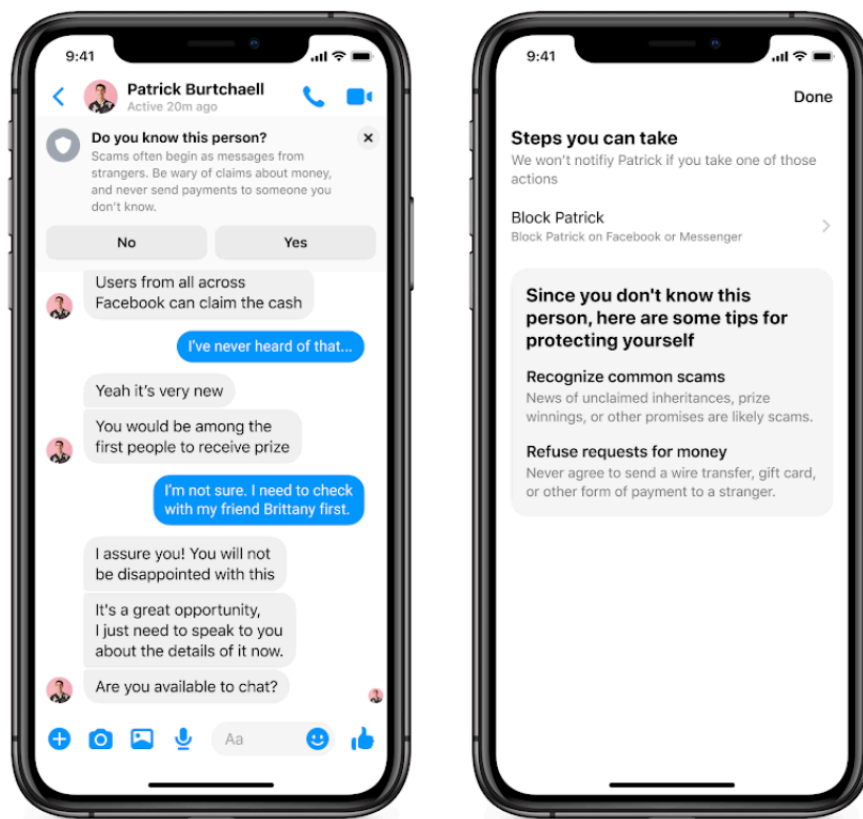 9:41
Patrick Burtchaell
Active 20m ago
Do you know this person?
Scams often begin as messages from
strangers. Be wary of claims about money,
and never send payments to someone you
don't know.
No
Yes
Users from all across
Facebook can claim the cash
I've never heard of that...
Yeah it's very new
You would be among the
first people to receive prize
I'm not sure. I need to check
with my friend Brittany first.
I assure you! You will not
be disappointed with this
It's a great opportunity,
I just need to speak to you
about the details of it now.
Are you available to chat?
Aa
9:41
Done
Steps you can take
We won't notifiy Patrick if you take one of those
actions
Block Patrick
Block Patrick on Facebook or Messenger
Since you don't know this
person, here are some tips for
protecting yourself
Recognize common scams
News of unclaimed inheritances, prize
winnings, or other promises are likely scams.
Refuse requests for money
Never agree to send a wire transfer, gift card,
or other form of payment to a stranger.